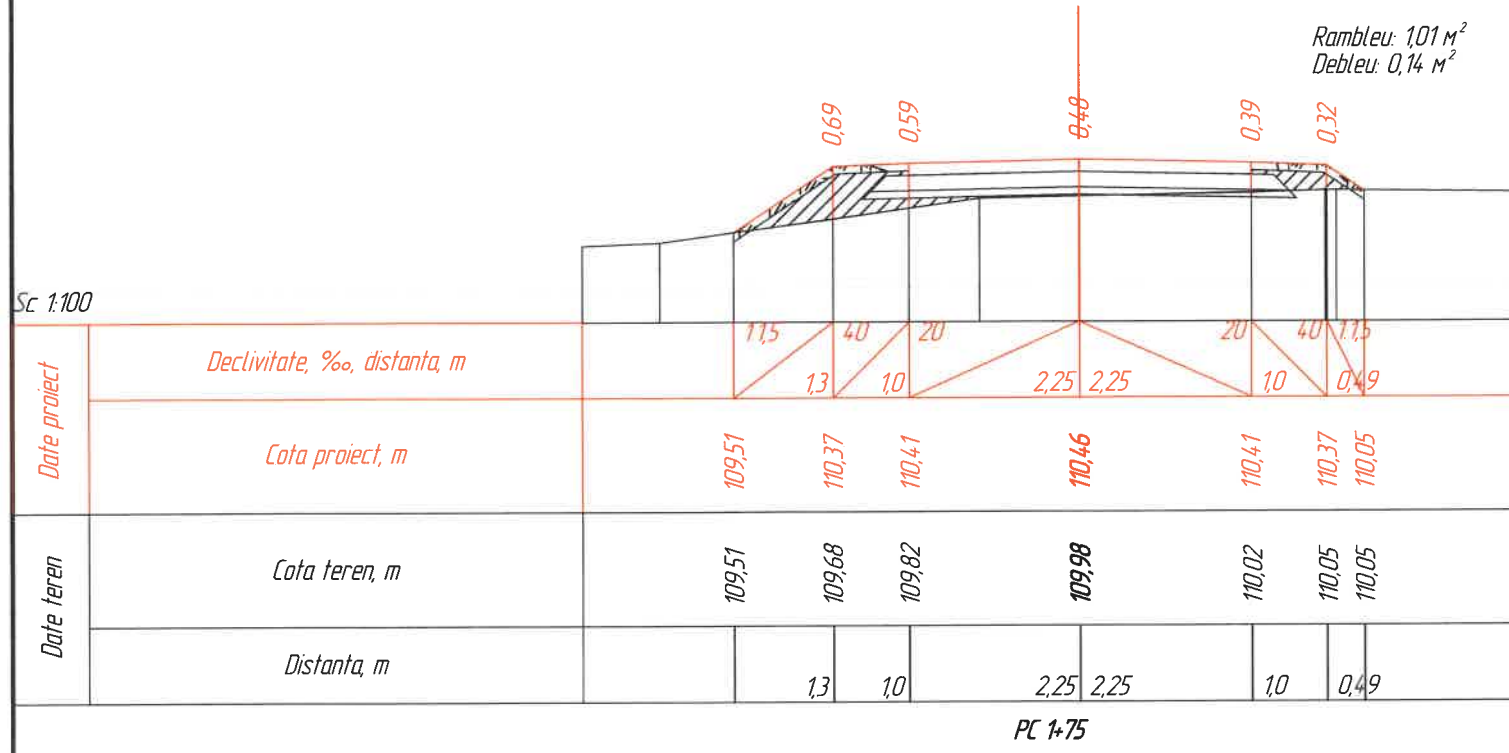 Rambleu: 1,01 м²
Debleu: 0,14 м²
0,69 0,59 0,48 0,39 0,32
Sc 1:100
Date proiect
Declivitate, ‰, distanta, m
1:1,5 40 20 20 40 1:1,5
1,3 1,0 2,25 2,25 1,0 0,49
Cota proiect, m
109,51 110,37 110,41 110,46 110,41 110,37 110,05
Date teren
Cota teren, m
109,51 109,68 109,82 109,98 110,02 110,05 110,05
Distanta, m
1,3 1,0 2,25 2,25 1,0 0,49
PC 1+75